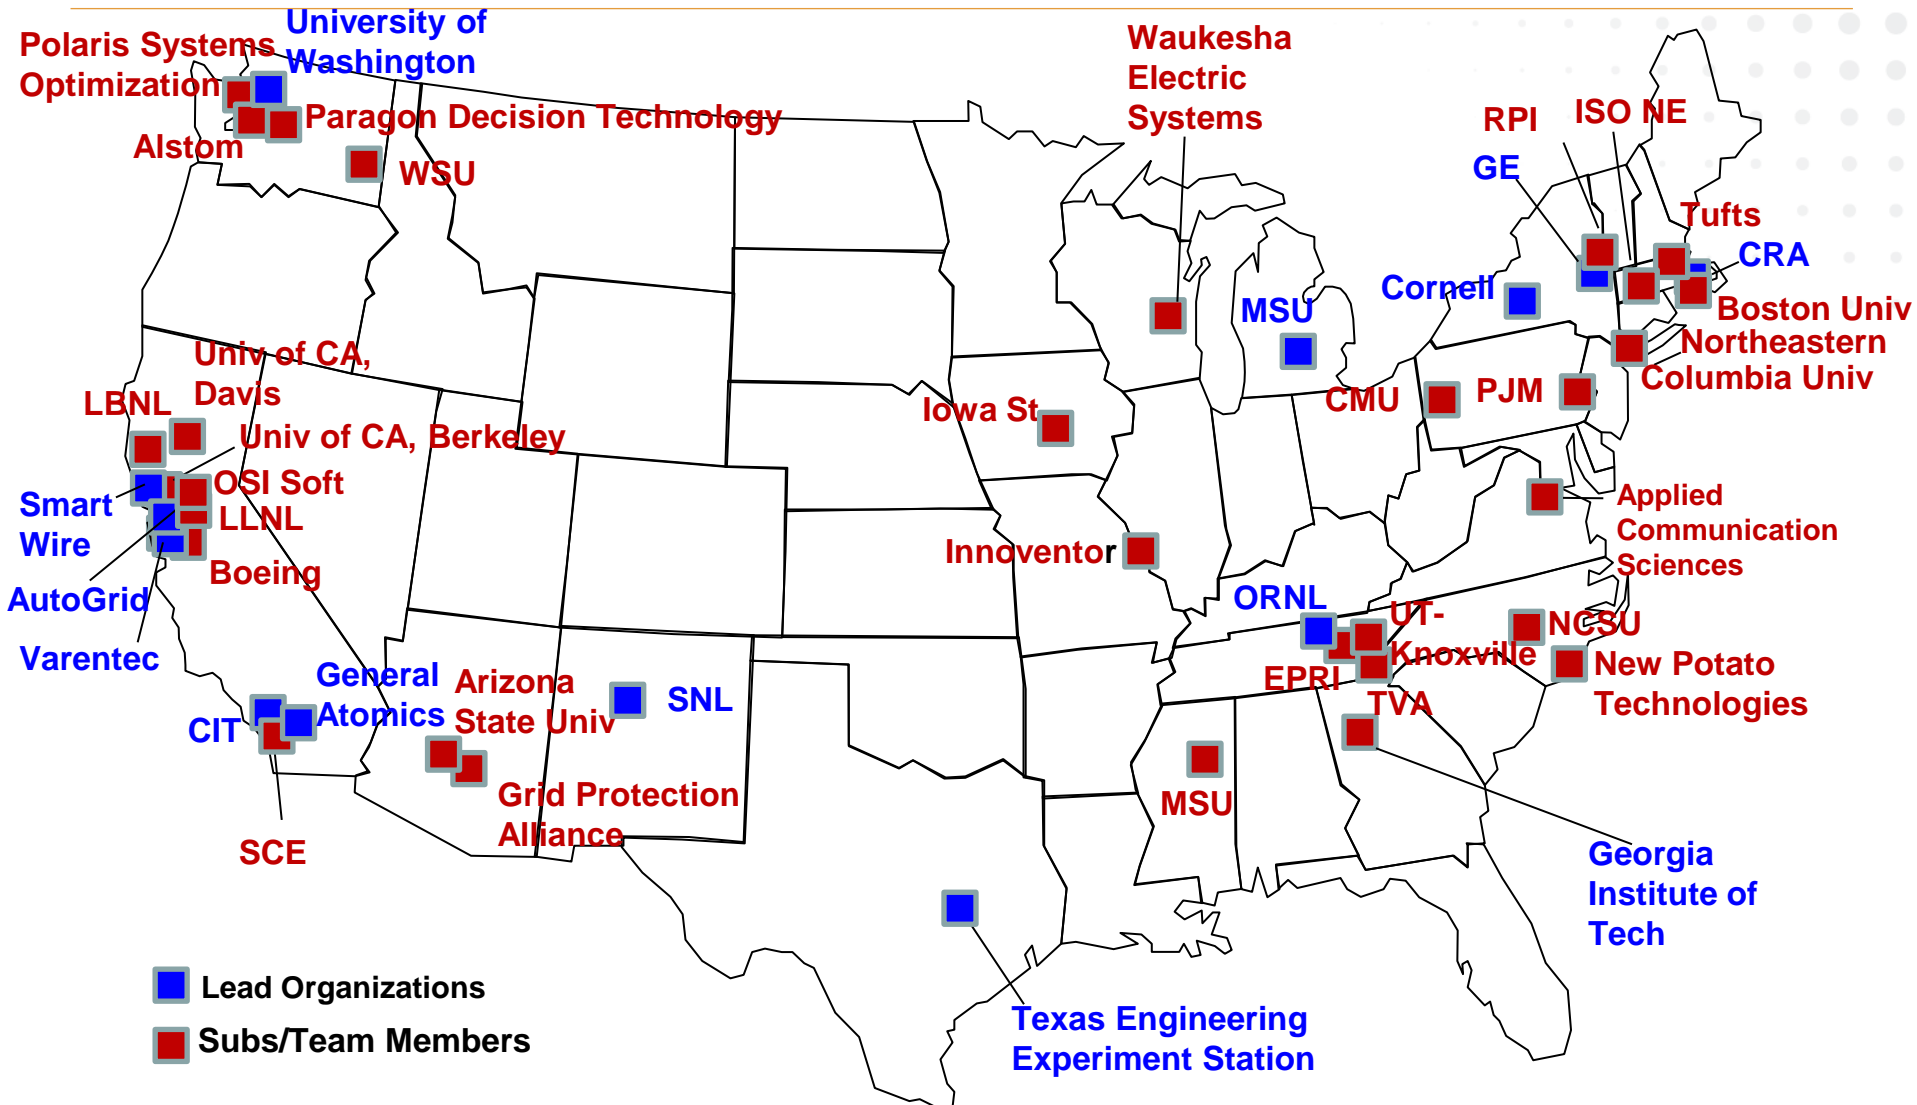 University of
Washington
Polaris Systems
Optimization
Paragon Decision Technology
Alstom
WSU
Waukesha
Electric
Systems
RPI
ISO NE
GE
Tufts
CRA
Cornell
MSU
Boston Univ
Northeastern
Columbia Univ
CMU
PJM
Univ of CA,
Davis
LBNL
Univ of CA, Berkeley
OSI Soft
LLNL
Smart
Wire
Boeing
AutoGrid
Varentec
Iowa St
Innoventor
Applied
Communication
Sciences
ORNL
UT-
Knoxville
EPRI
TVA
NCSU
New Potato
Technologies
General
Atomics
CIT
SCE
Arizona
State Univ
SNL
Grid Protection
Alliance
MSU
Georgia
Institute of
Tech
Texas Engineering
Experiment Station
Lead Organizations
Subs/Team Members